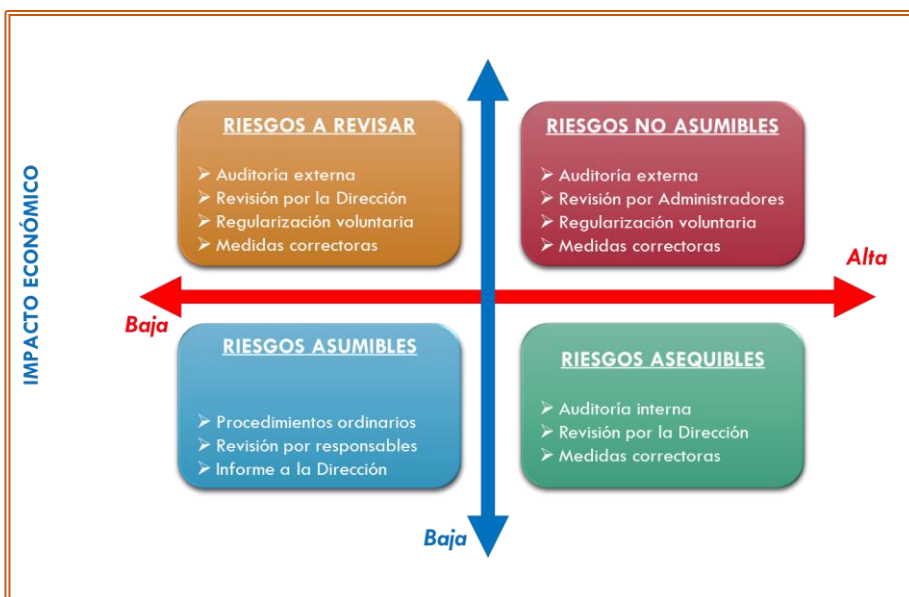 IMPACTO ECONÓMICO
RIESGOS A REVISAR
➢ Auditoría externa
➢ Revisión por la Dirección
➢ Regularización voluntaria
➢ Medidas correctoras
RIESGOS NO ASUMIBLES
➢ Auditoría externa
➢ Revisión por Administradores
➢ Regularización voluntaria
➢ Medidas correctoras
Alta
Baja
RIESGOS ASUMIBLES
➢ Procedimientos ordinarios
➢ Revisión por responsables
➢ Informe a la Dirección
RIESGOS ASEQUIBLES
➢ Auditoría interna
➢ Revisión por la Dirección
➢ Medidas correctoras
Baja